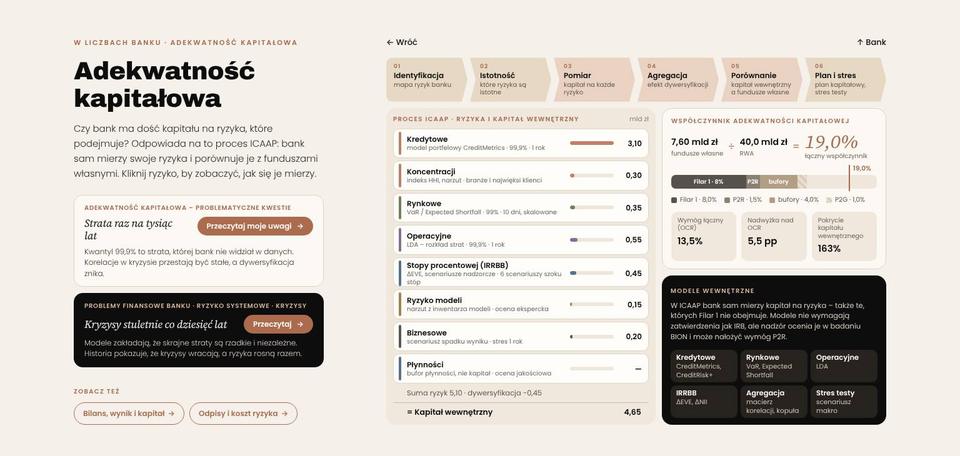 W LICZBACH BANKU · ADEKWATNOŚĆ KAPITAŁOWA
Adekwatność
kapitałowa
Czy bank ma dość kapitału na ryzyka, które
podejmuje? Odpowiada na to proces ICAAP: bank
sam mierzy swoje ryzyka i porównuje je z funduszami
własnymi. Kliknij ryzyko, by zobaczyć, jak się je mierzy.
ADEKWATNOŚĆ KAPITAŁOWA – PROBLEMATYCZNE KWESTIE
Strata raz na tysiąc
lat
Przeczytaj moje uwagi →
Kwantyl 99,9% to strata, której bank nie widział w danych.
Korelacje w kryzysie przestają być stałe, a dywersyfikacja
znika.
PROBLEMY FINANSOWE BANKU · RYZYKO SYSTEMOWE · KRYZYSY
Kryzysy stuletnie co dziesięć lat
Przeczytaj →
Modele zakładają, że skrajne straty są rzadkie i niezależne.
Historia pokazuje, że kryzysy wracają, a ryzyka rosną razem.
ZOBACZ TEŻ
Bilans, wynik i kapitał →
Odpisy i koszt ryzyka →
← Wróć
↑ Bank
01
Identyfikacja
mapa ryzyk banku
02
Istotność
które ryzyka są
istotne
03
Pomiar
kapitał na każde
ryzyko
04
Agregacja
efekt dywersyfikacji
05
Porównanie
kapitał wewnętrzny
a fundusze własne
06
Plan i stres
plan kapitałowy,
stres testy
PROCES ICAAP · RYZYKA I KAPITAŁ WEWNĘTRZNY
mld zł
Kredytowe
model portfelowy CreditMetrics · 99,9% · 1 rok
3,10
Koncentracji
indeks HHI, narzut · branże i najwięksi klienci
0,30
Rynkowe
VaR / Expected Shortfall · 99% · 10 dni, skalowane
0,35
Operacyjne
LDA – rozkład strat · 99,9% · 1 rok
0,55
Stopy procentowej (IRRBB)
ΔEVE, scenariusze nadzorcze · 6 scenariuszy szoku
stóp
0,45
Ryzyko modeli
narzut z inwentarza modeli · ocena ekspercka
0,15
Biznesowe
scenariusz spadku wyniku · stres 1 rok
0,20
Płynności
bufor płynności, nie kapitał · ocena jakościowa
—
Suma ryzyk 5,10 · dywersyfikacja −0,45
= Kapitał wewnętrzny
4,65
WSPÓŁCZYNNIK ADEKWATNOŚCI KAPITAŁOWEJ
7,60 mld zł
fundusze własne
÷
40,0 mld zł
RWA
=
19,0%
łączny współczynnik
19,0%
Filar 1 · 8%
P2R
bufory
Filar 1 · 8,0%
P2R · 1,5%
bufory · 4,0%
P2G · 1,0%
Wymóg łączny
(OCR)
13,5%
Nadwyżka nad
OCR
5,5 pp
Pokrycie
kapitału
wewnętrznego
163%
MODELE WEWNĘTRZNE
W ICAAP bank sam mierzy kapitał na ryzyka – także te,
których Filar 1 nie obejmuje. Modele nie wymagają
zatwierdzenia jak IRB, ale nadzór ocenia je w badaniu
BION i może nałożyć wymóg P2R.
Kredytowe
CreditMetrics,
CreditRisk+
Rynkowe
VaR, Expected
Shortfall
Operacyjne
LDA
IRRBB
ΔEVE, ΔNII
Agregacja
macierz
korelacji, kopuła
Stres testy
scenariusz
makro